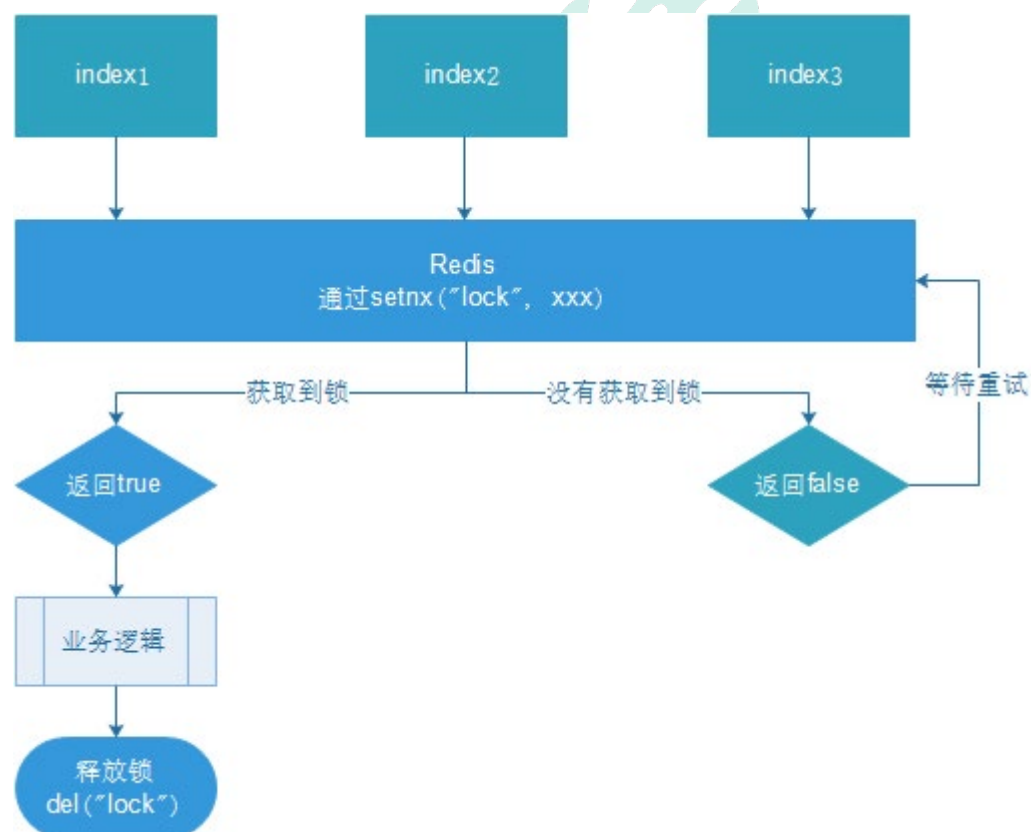 index1
index2
index3
Redis
通过setnx("lock", xxx)
获取到锁
没有获取到锁
等待重试
返回true
返回false
业务逻辑
释放锁
del("lock")